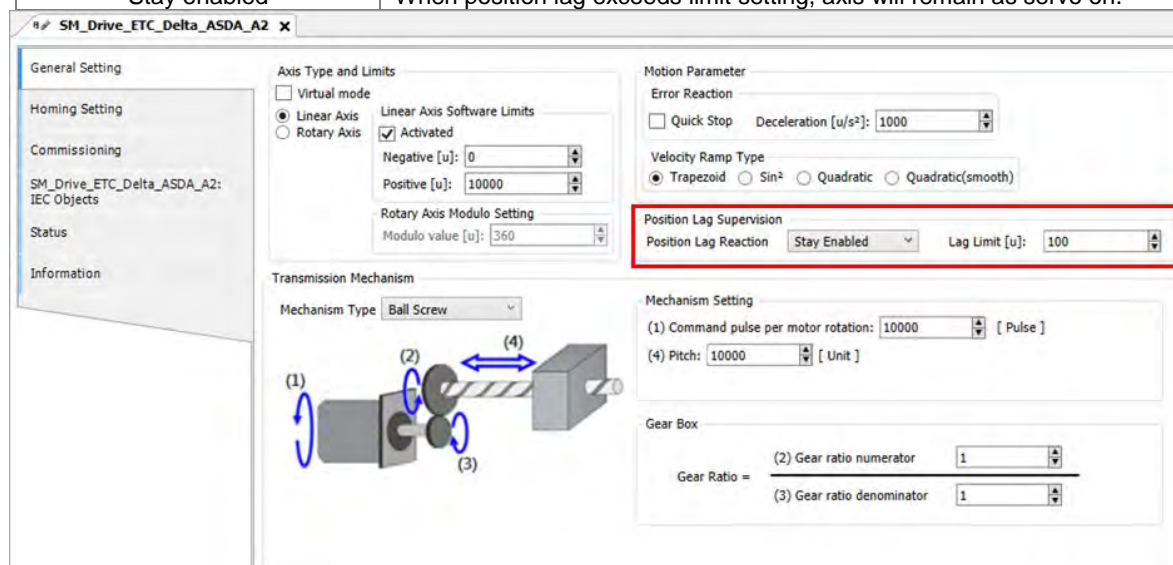 Stay enabled When position lag exceeds limit setting, axis will remain as servo on.
SM_Drive_ETC_Delta_ASDA_A2 X
General Setting
Homing Setting
Commissioning
SM_Drive_ETC_Delta_ASDA_A2:
IEC Objects
Status
Information
Axis Type and Limits
Virtual mode
Linear Axis
Rotary Axis
Linear Axis Software Limits
Activated
Negative [u]: 0
Positive [u]: 10000
Rotary Axis Modulo Setting
Modulo value [u]: 360
Motion Parameter
Error Reaction
Quick Stop Deceleration [u/s²]: 1000
Velocity Ramp Type
Trapezoid Sin² Quadratic Quadratic(smooth)
Position Lag Supervision
Position Lag Reaction Stay Enabled Lag Limit [u]: 100
Transmission Mechanism
Mechanism Type Ball Screw
(1)
(2)
(4)
(3)
Mechanism Setting
(1) Command pulse per motor rotation: 10000 [ Pulse ]
(4) Pitch: 10000 [ Unit ]
Gear Box
Gear Ratio =
(2) Gear ratio numerator 1
(3) Gear ratio denominator 1